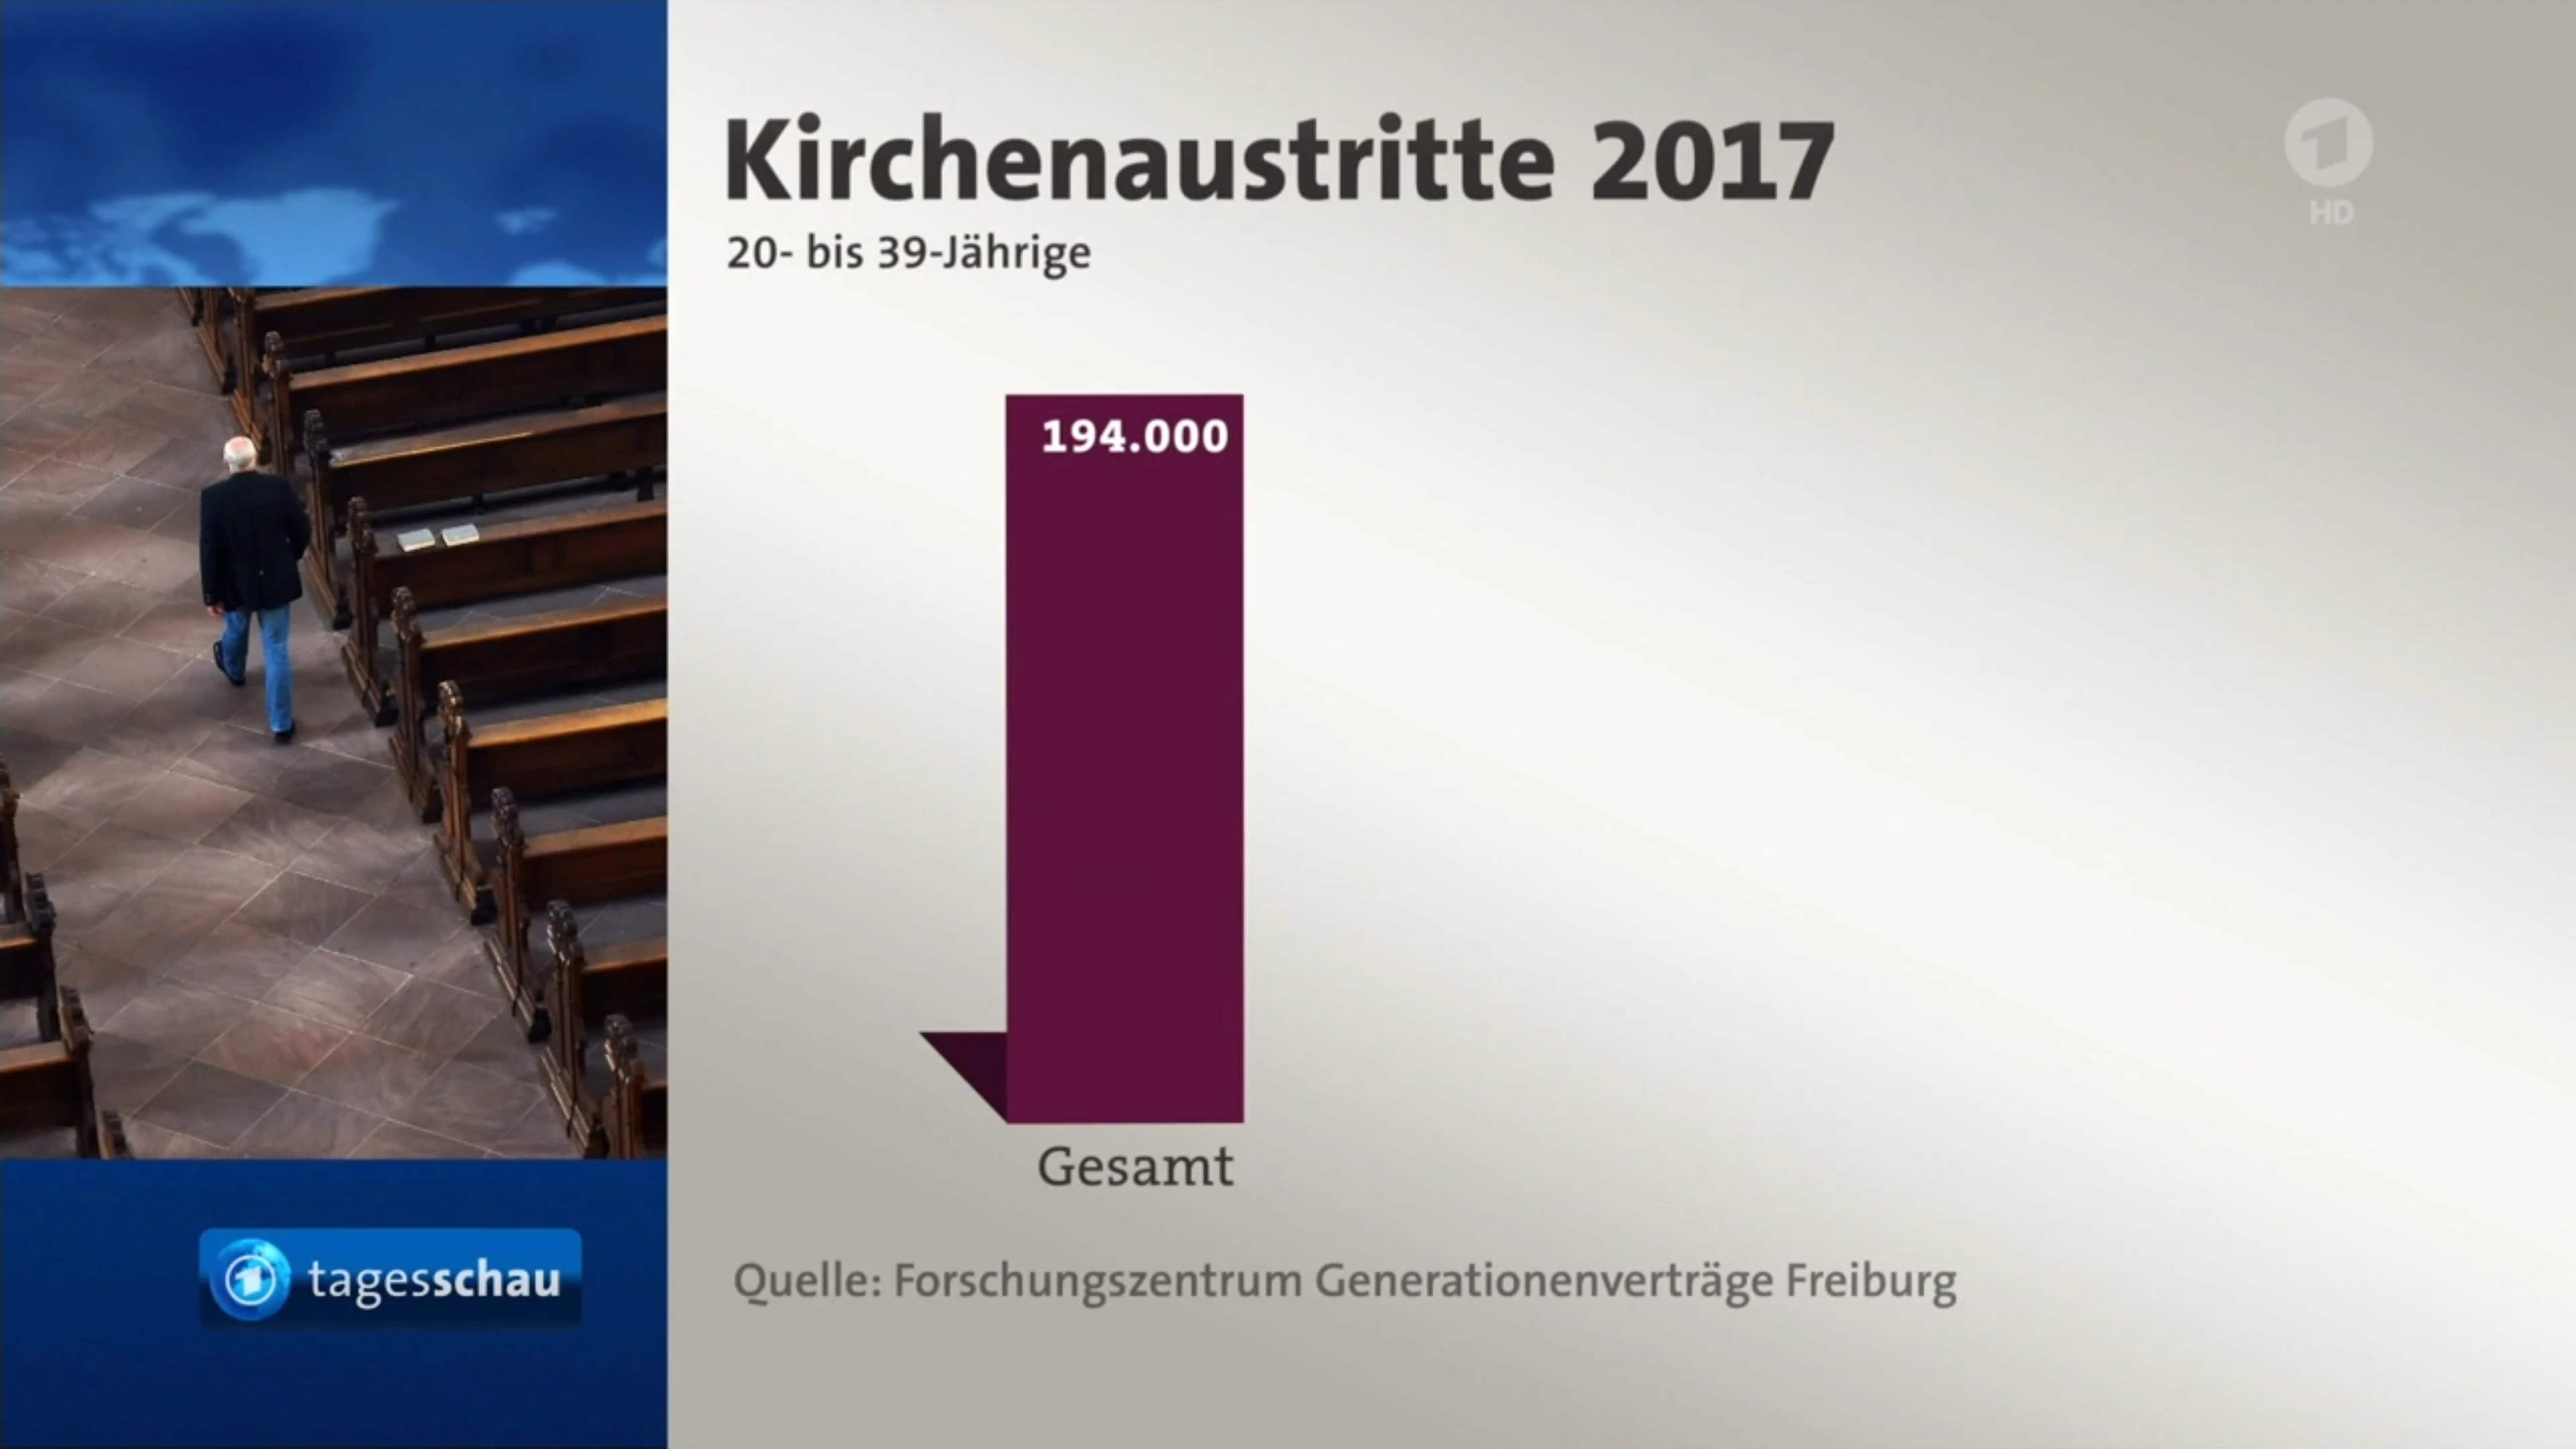 Kirchenaustritte 2017
20- bis 39-Jährige
HD
194.000
Gesamt
Quelle: Forschungszentrum Generationenverträge Freiburg
tagesschau